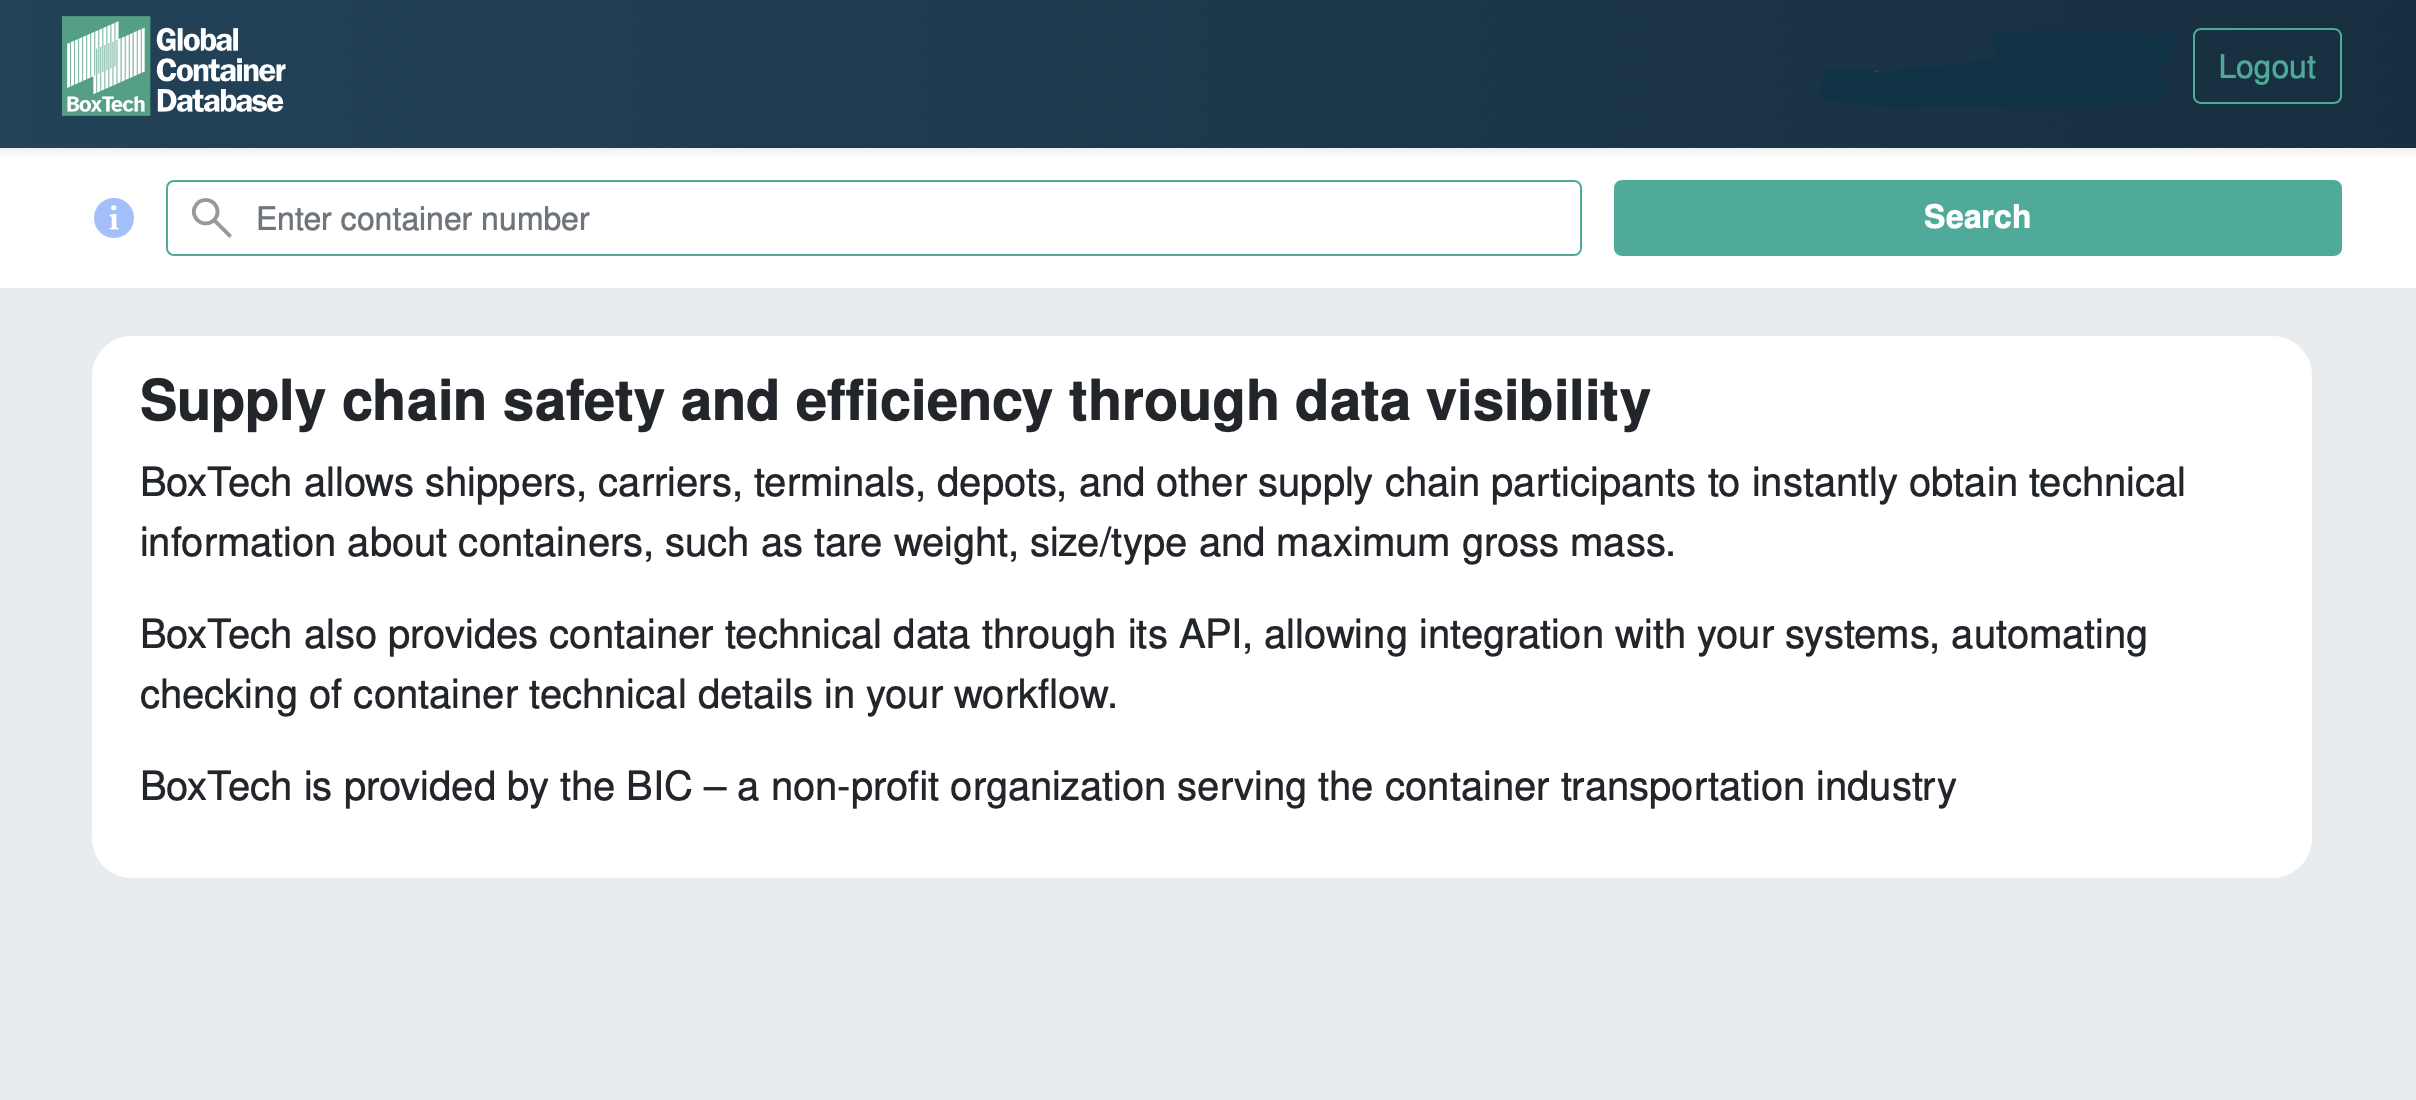 Global
Container
Database
BoxTech
Logout
i
Enter container number
Search
Supply chain safety and efficiency through data visibility
BoxTech allows shippers, carriers, terminals, depots, and other supply chain participants to instantly obtain technical
information about containers, such as tare weight, size/type and maximum gross mass.
BoxTech also provides container technical data through its API, allowing integration with your systems, automating
checking of container technical details in your workflow.
BoxTech is provided by the BIC – a non-profit organization serving the container transportation industry